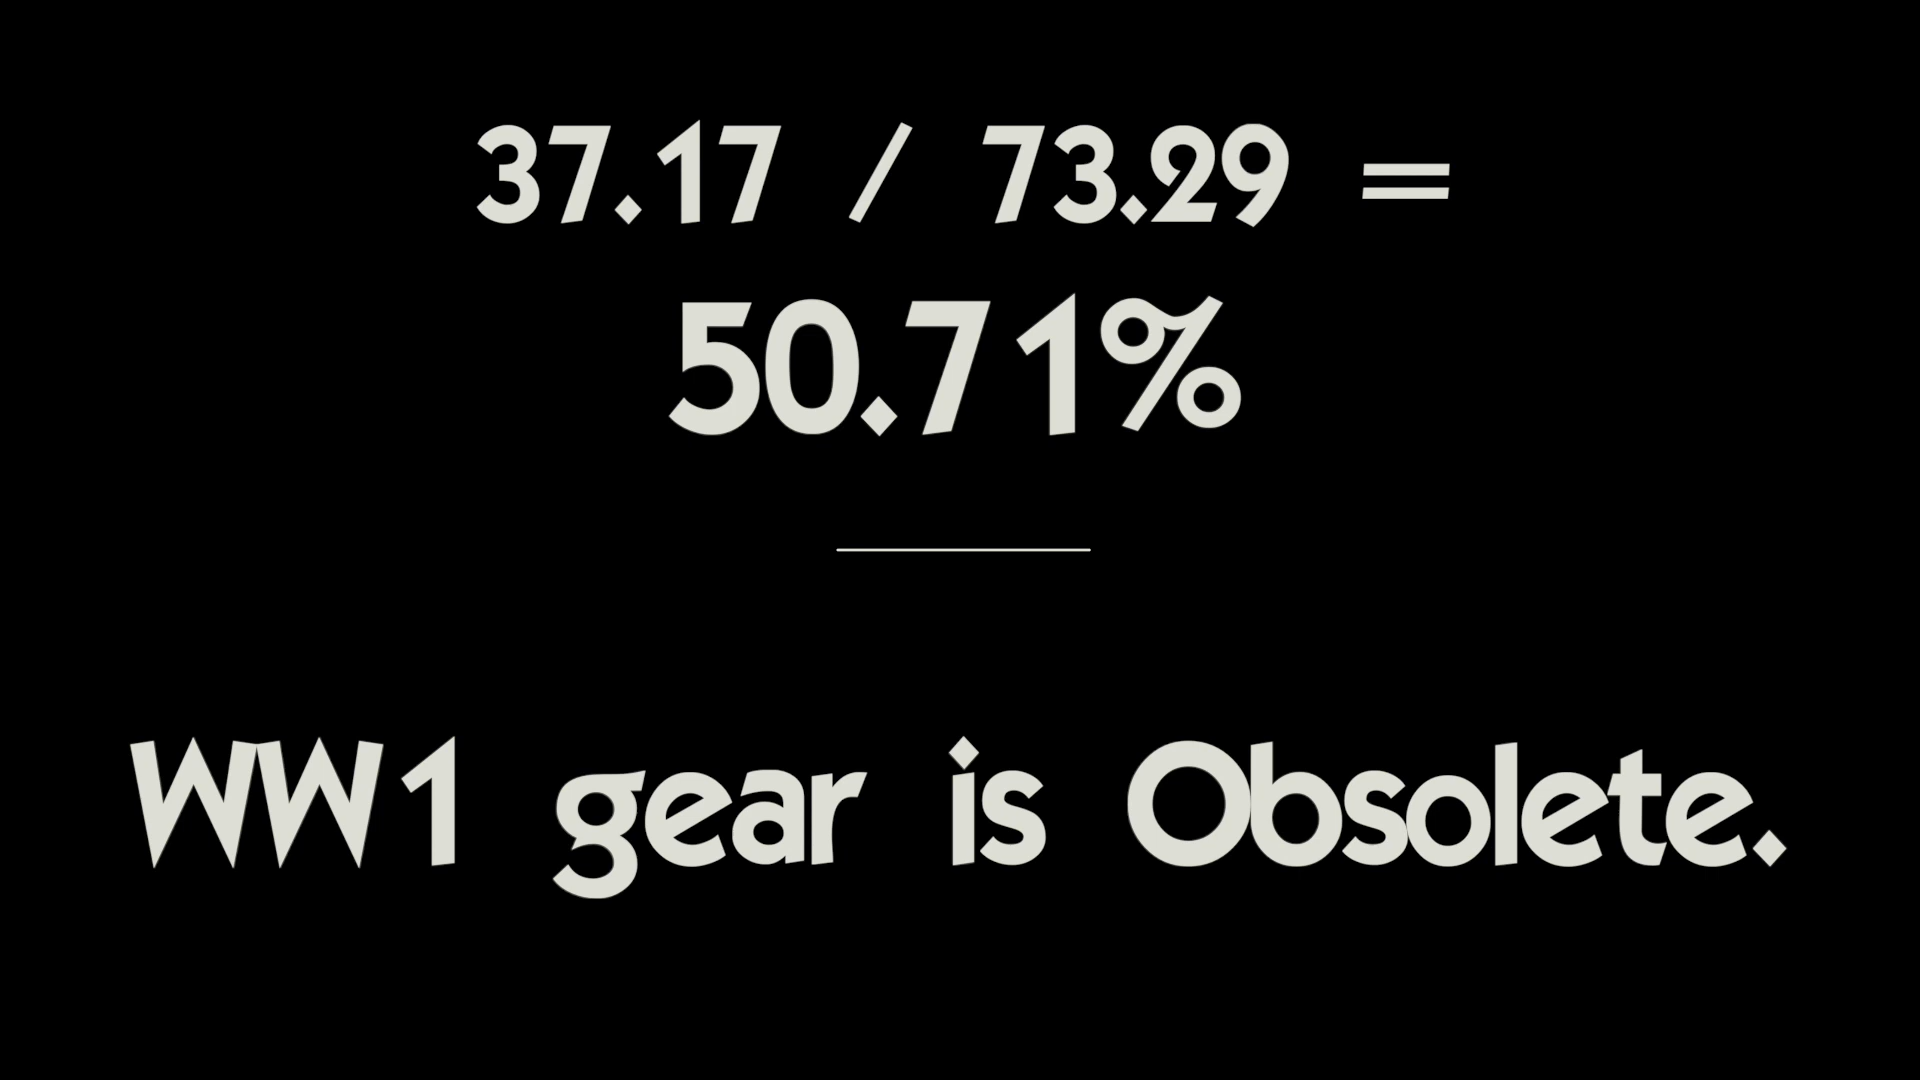 37.17 / 73.29 =
50.71%
WW1 gear is Obsolete.